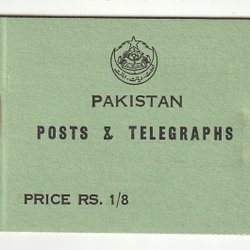 PAKISTAN
POSTS & TELEGRAPHS
PRICE RS. 1/8